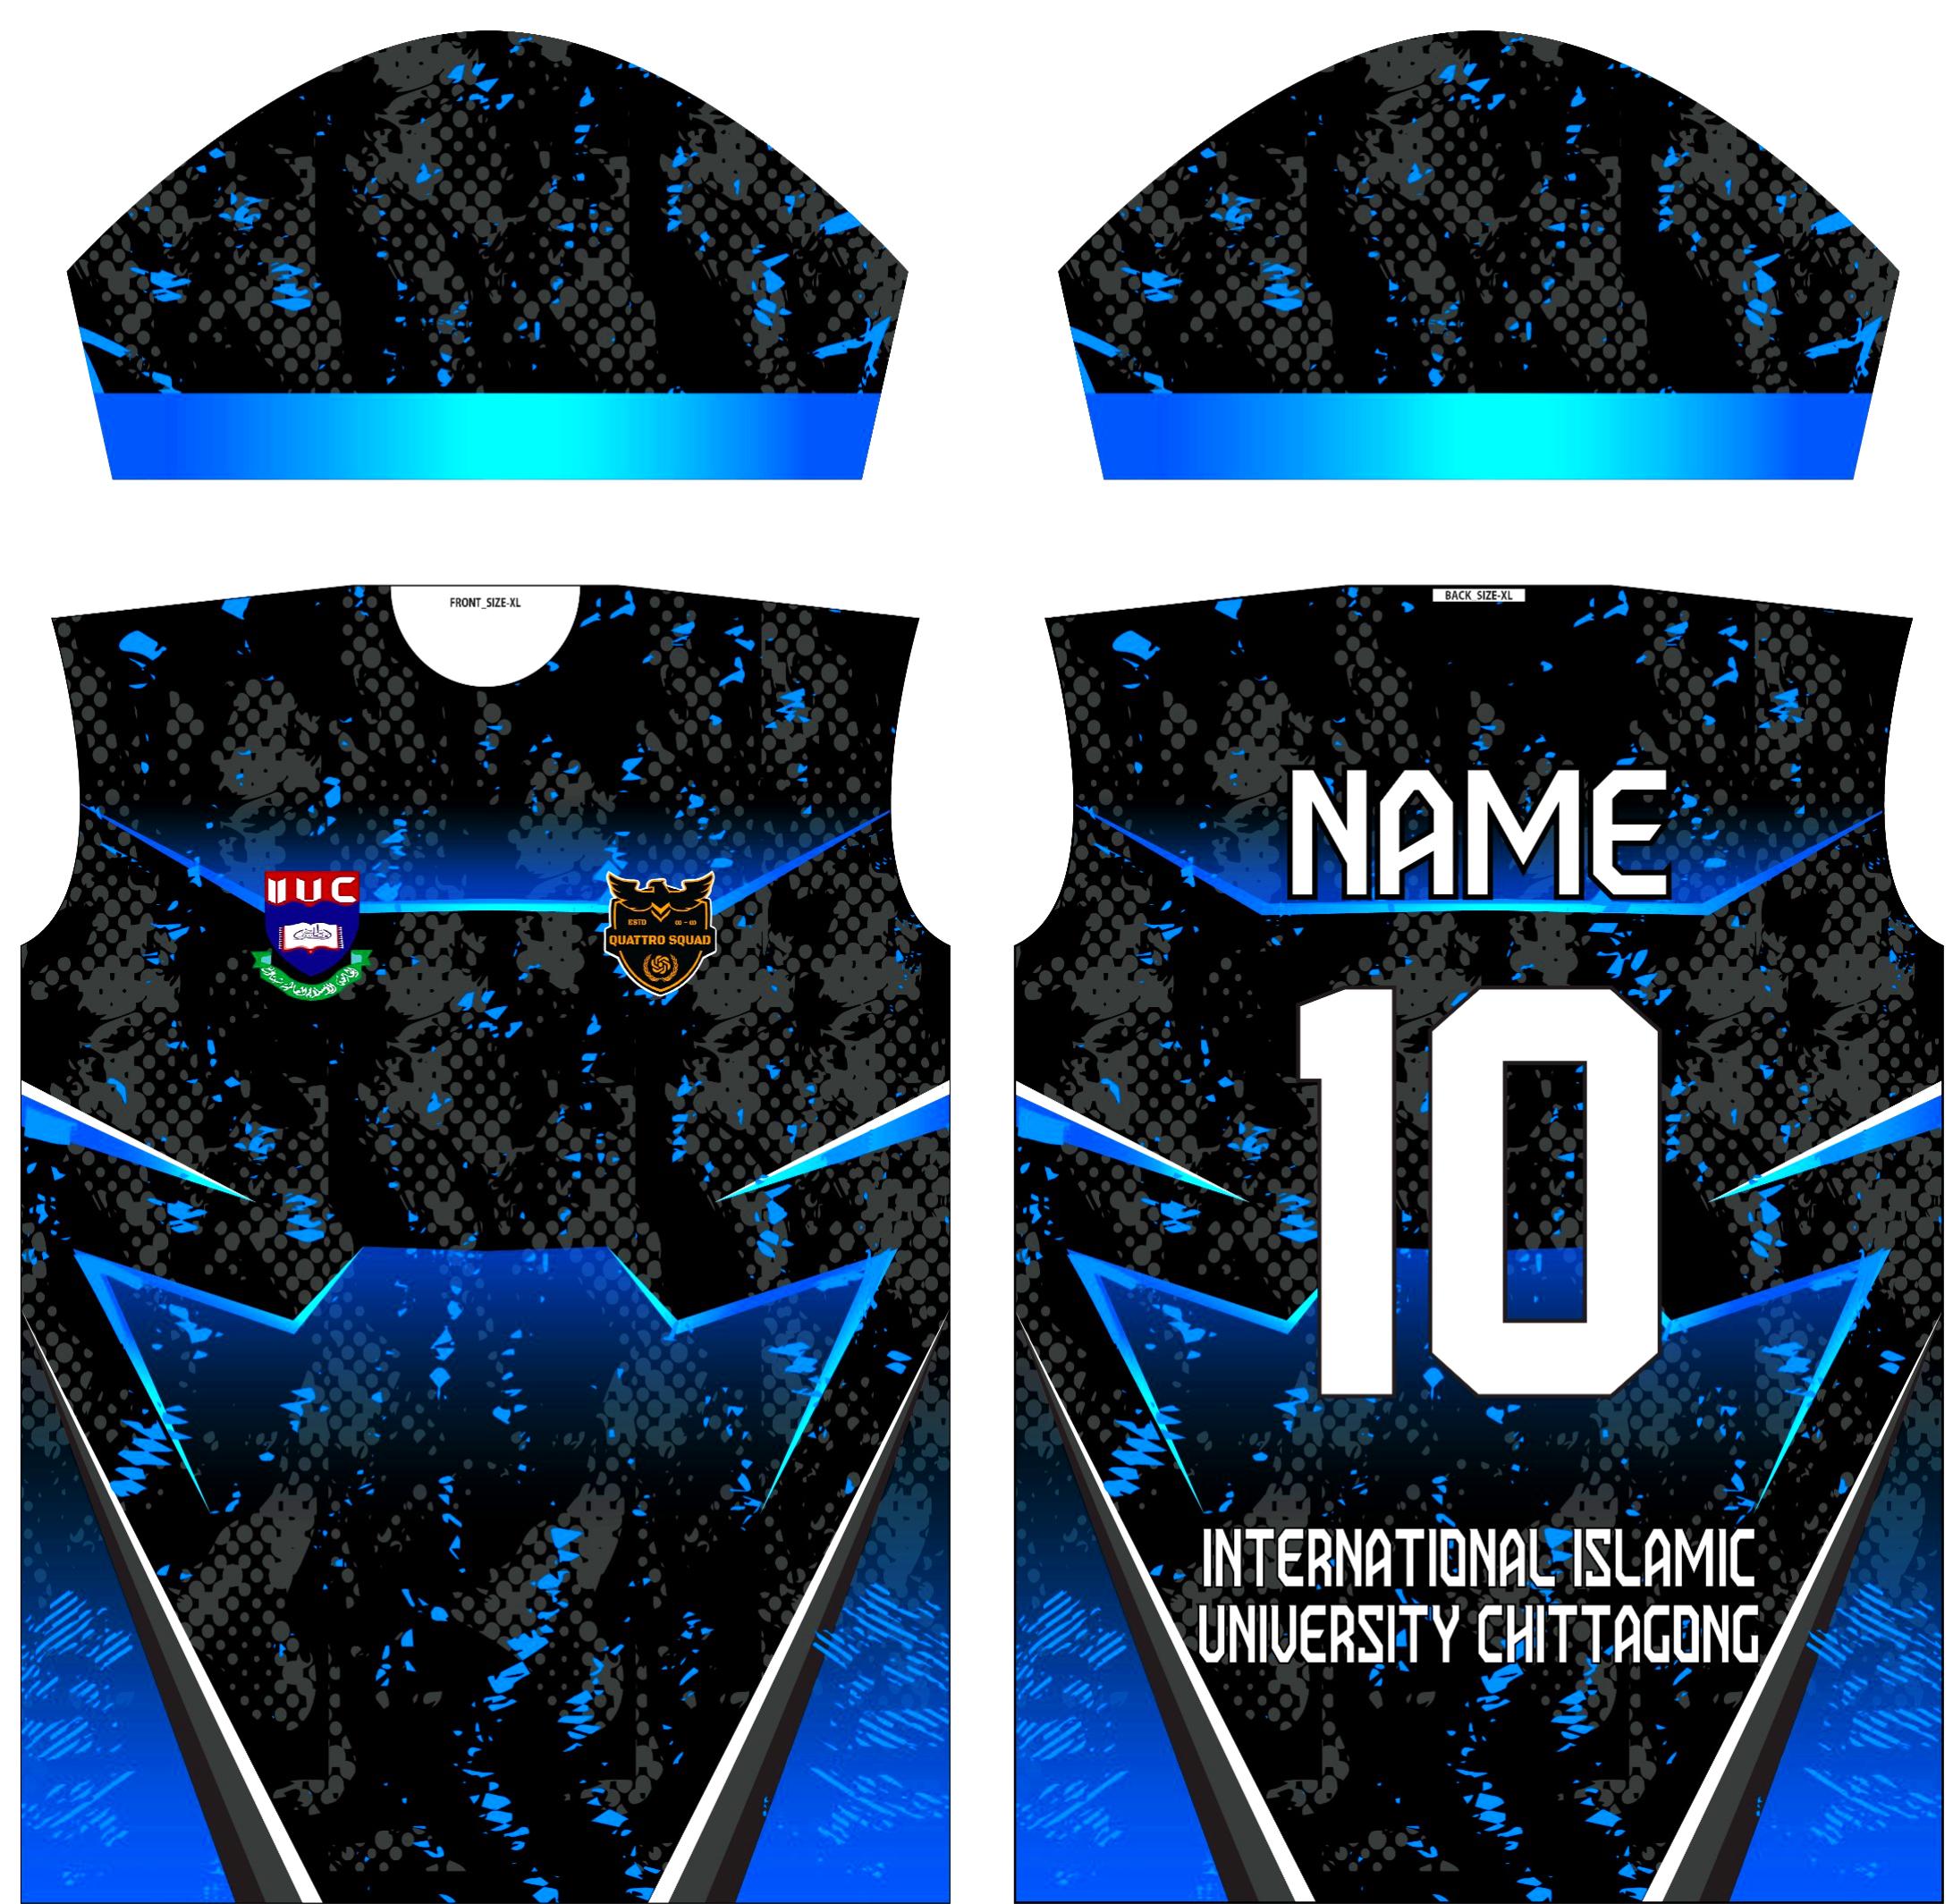 FRONT_SIZE-XL
BACK_SIZE-XL
IIUC
ESTD
QUATTRO SQUAD
NAME
10
INTERNATIONAL ISLAMIC
UNIVERSITY CHITTAGONG